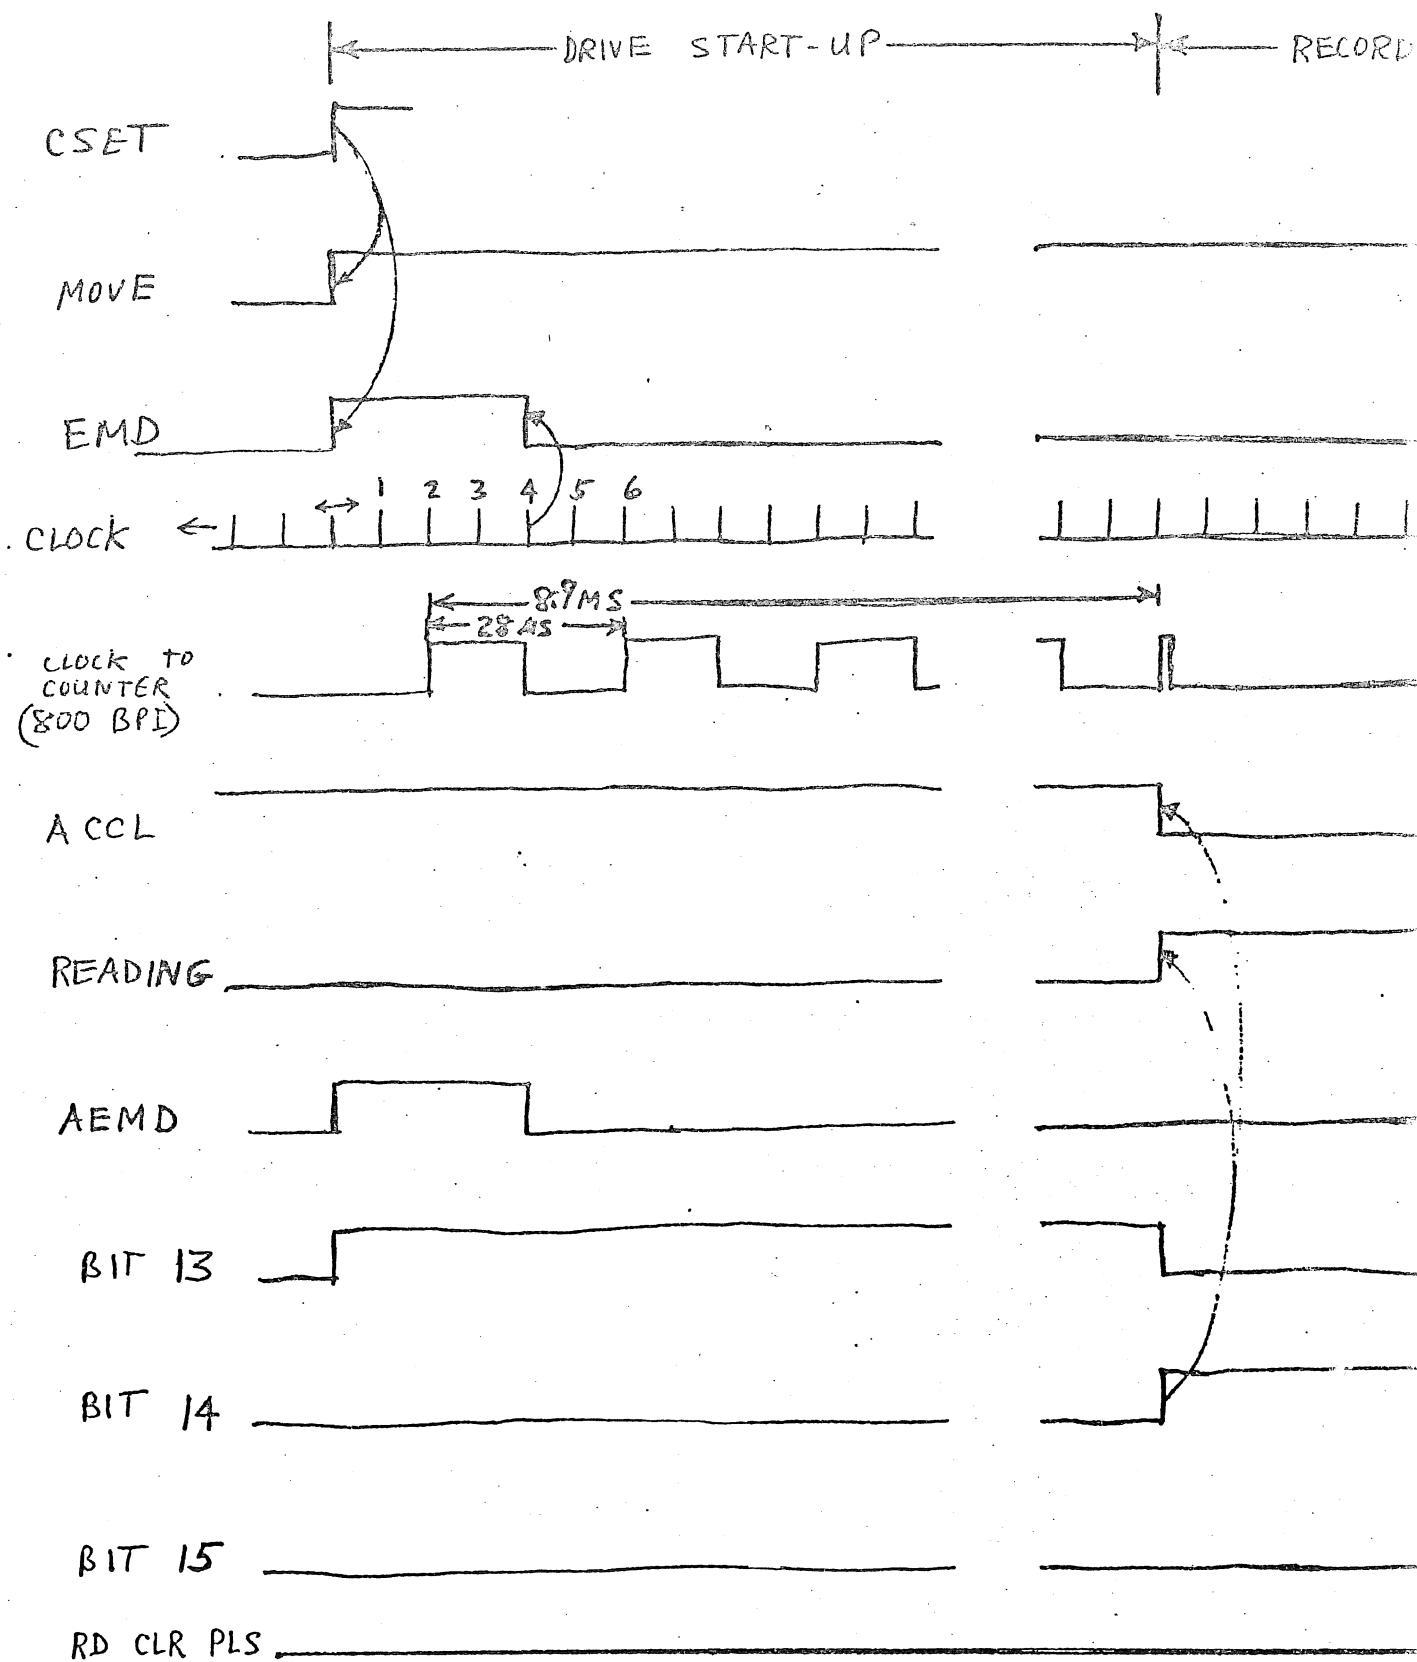 DRIVE START-UP
RECORD
CSET
MOVE
EMD
1 2 3 4 5 6
CLOCK
8.9MS
28 µS
CLOCK TO
COUNTER
(800 BPI)
ACCL
READING
AEMD
BIT 13
BIT 14
BIT 15
RD CLR PLS